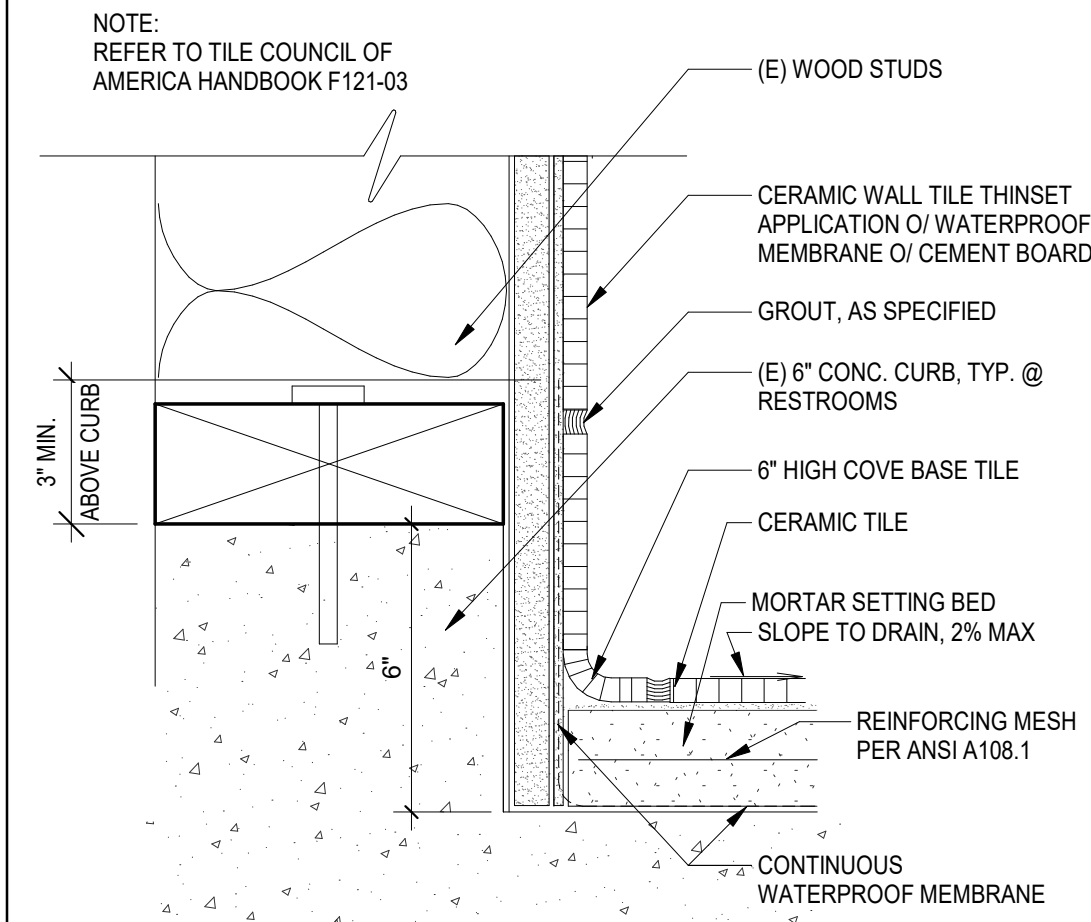 NOTE:
REFER TO TILE COUNCIL OF
AMERICA HANDBOOK F121-03
(E) WOOD STUDS
CERAMIC WALL TILE THINSET
APPLICATION O/ WATERPROOF
MEMBRANE O/ CEMENT BOARD
GROUT, AS SPECIFIED
(E) 6" CONC. CURB, TYP. @
RESTROOMS
3" MIN.
ABOVE CURB
6" HIGH COVE BASE TILE
CERAMIC TILE
MORTAR SETTING BED
SLOPE TO DRAIN, 2% MAX
6"
REINFORCING MESH
PER ANSI A108.1
CONTINUOUS
WATERPROOF MEMBRANE